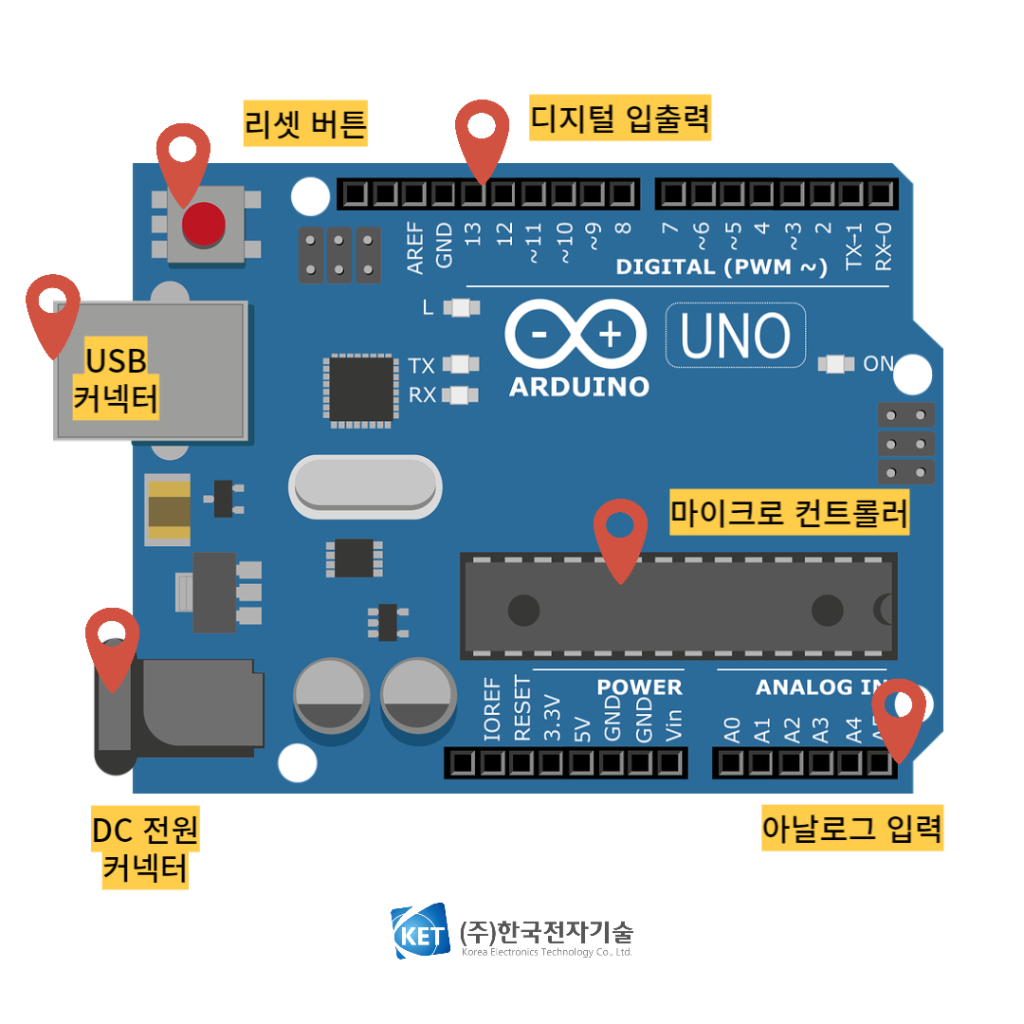 리셋 버튼
디지털 입출력
AREF
GND
13
12
~11
~10
~9
8
7
~6
~5
4
~3
2
TX-1
RX-0
DIGITAL (PWM ~)
L
TX
RX
- +
ARDUINO
UNO
ON
USB
커넥터
마이크로 컨트롤러
POWER
ANALOG IN
IOREF
RESET
3.3V
5V
GND
GND
Vin
A0
A1
A2
A3
A4
DC 전원
커넥터
아날로그 입력
KET
(주)한국전자기술
Korea Electronics Technology Co., Ltd.